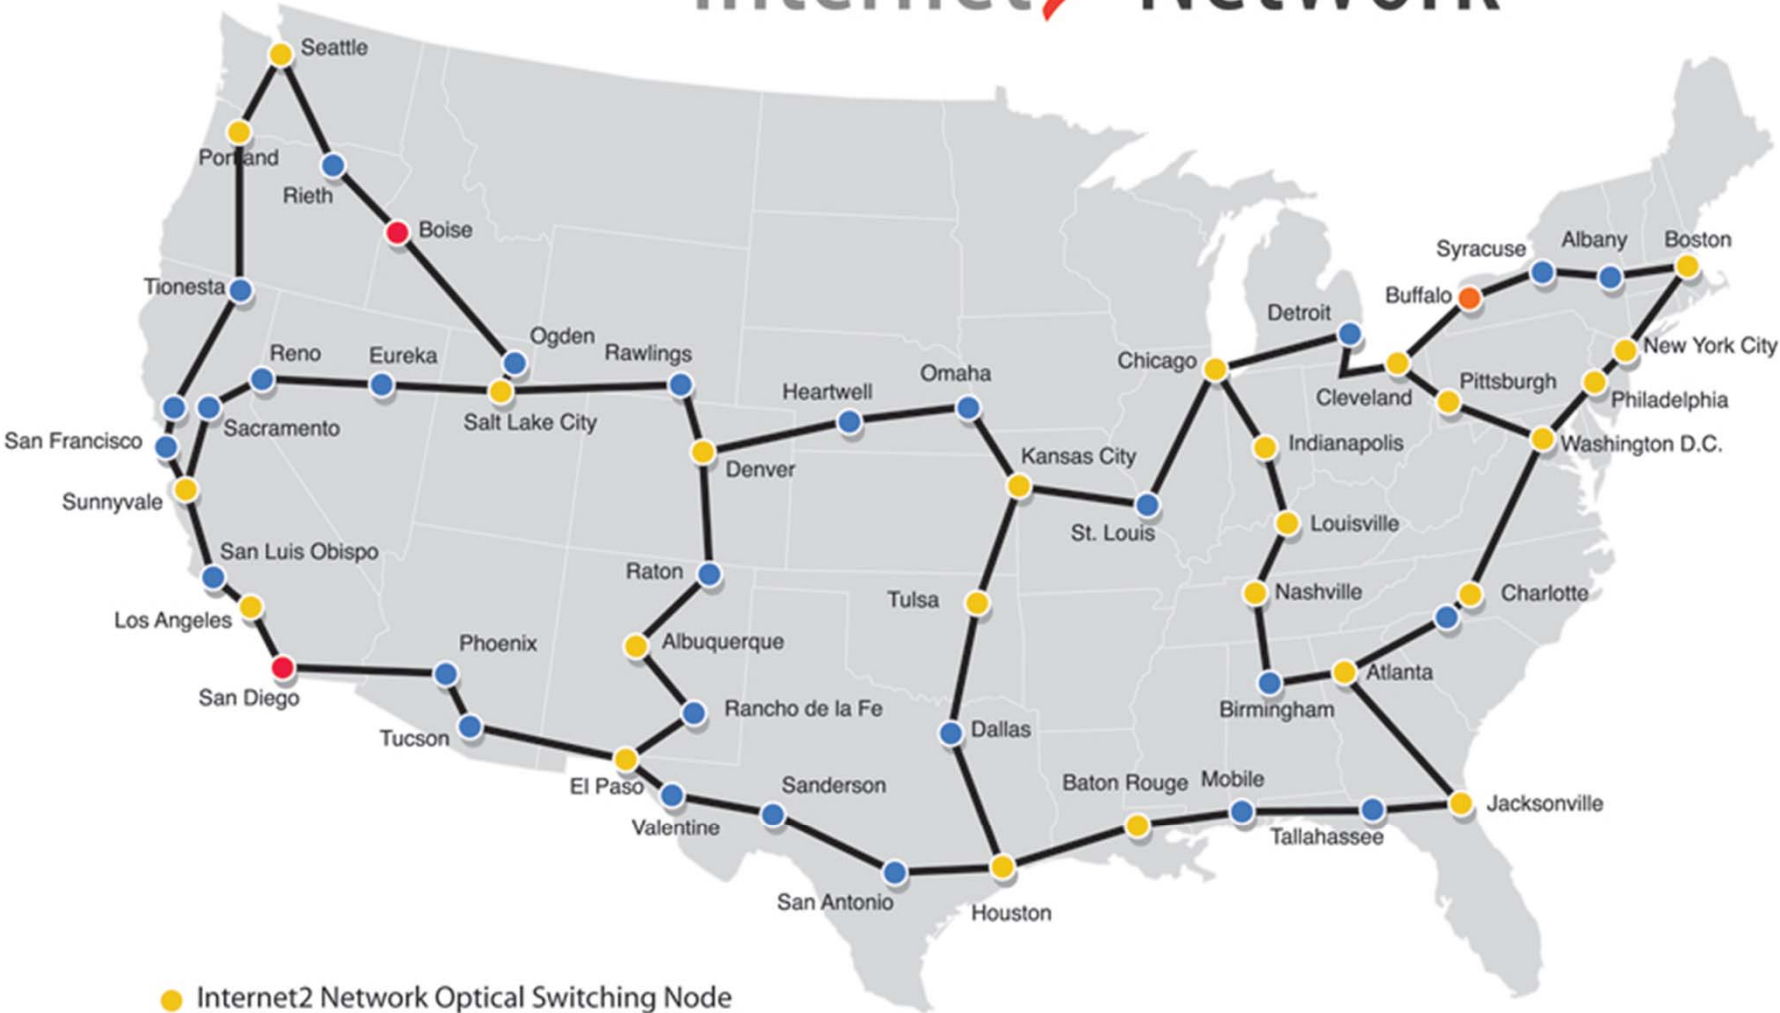 Internet Network
Seattle
Portland
Rieth
Boise
Tionesta
Syracuse
Albany
Boston
Buffalo
Detroit
Ogden
Reno
Eureka
Rawlings
New York City
Chicago
Omaha
Heartwell
Cleveland
Pittsburgh
Philadelphia
Salt Lake City
Sacramento
San Francisco
Indianapolis
Washington D.C.
Denver
Kansas City
Sunnyvale
St. Louis
Louisville
San Luis Obispo
Raton
Tulsa
Nashville
Charlotte
Los Angeles
Phoenix
Albuquerque
Atlanta
San Diego
Rancho de la Fe
Birmingham
Tucson
Dallas
El Paso
Sanderson
Baton Rouge
Mobile
Jacksonville
Valentine
Tallahassee
San Antonio
Houston
Internet2 Network Optical Switching Node